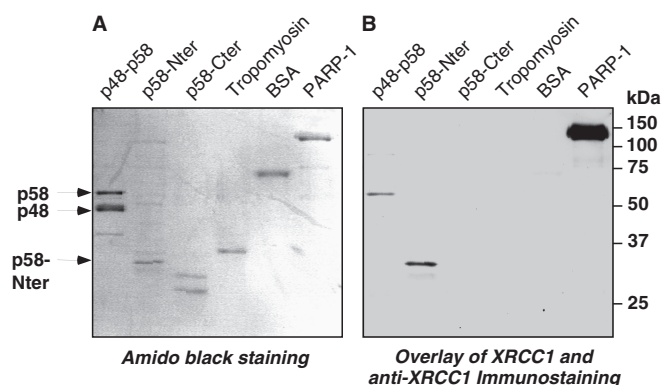 A
B
p48-p58
p58-Nter
p58-Cter
Tropomyosin
BSA
PARP-1
p48-p58
p58-Nter
p58-Cter
Tropomyosin
BSA
PARP-1
kDa
150
100
75
50
37
25
p58
p48
p58-
Nter
Amido black staining
Overlay of XRCC1 and
anti-XRCC1 Immunostaining